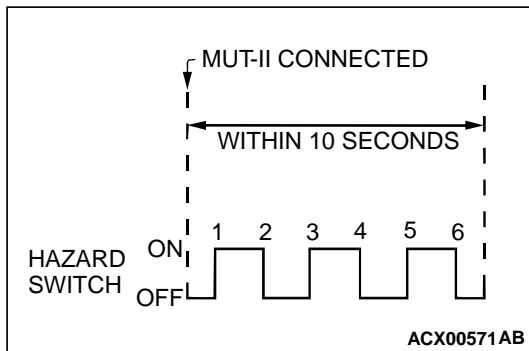 MUT-II CONNECTED
WITHIN 10 SECONDS
1 2 3 4 5 6
HAZARD SWITCH
ON
OFF
ACX00571AB